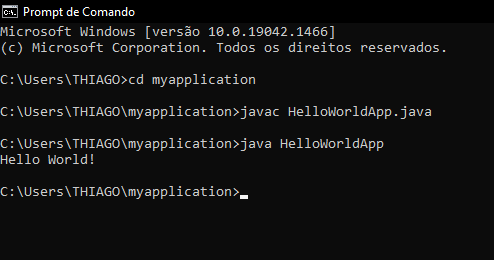 Prompt de Comando
Microsoft Windows [versão 10.0.19042.1466]
(c) Microsoft Corporation. Todos os direitos reservados.
C:\Users\THIAGO>cd myapplication
C:\Users\THIAGO\myapplication>javac HelloWorldApp.java
C:\Users\THIAGO\myapplication>java HelloWorldApp
Hello World!
C:\Users\THIAGO\myapplication>